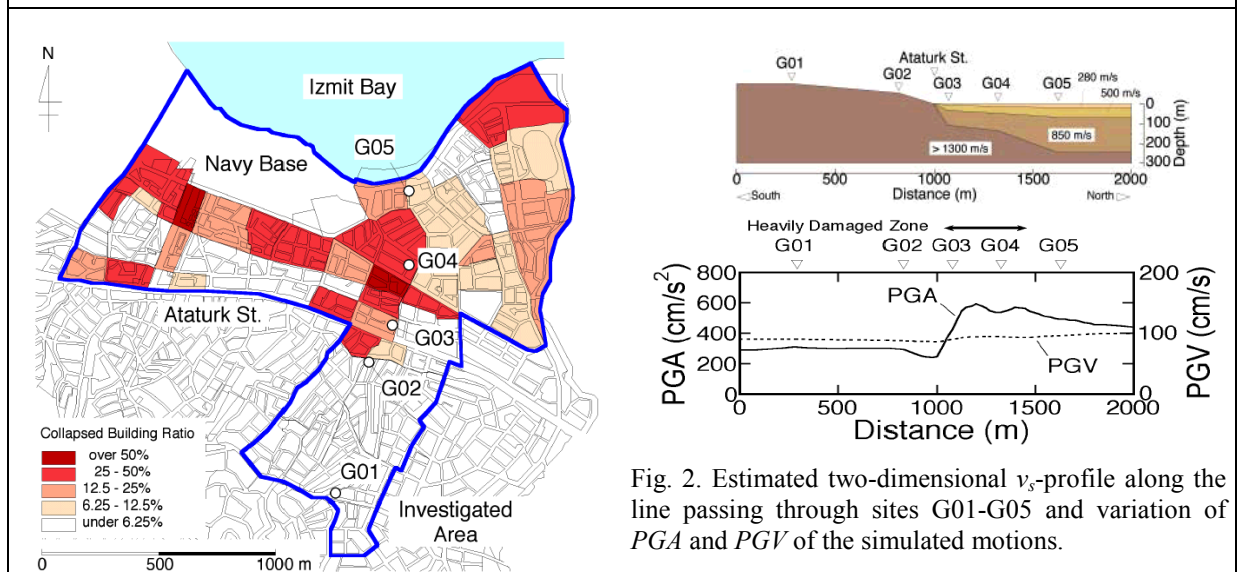 N
Izmit Bay
G05
Navy Base
G04
Ataturk St.
G03
G02
G01
Investigated
Area
Collapsed Building Ratio
over 50%
25 - 50%
12.5 - 25%
6.25 - 12.5%
under 6.25%
0 500 1000 m
Ataturk St.
G01 G02 G03 G04 G05
280 m/s
500 m/s
850 m/s
> 1300 m/s
0
100
200
300
Depth (m)
0 500 1000 1500 2000
South Distance (m) North
Heavily Damaged Zone
G01 G02 G03 G04 G05
800 200
600
400 100
200
0 0
PGA (cm/s²)
PGV (cm/s)
PGA
PGV
0 500 1000 1500 2000
Distance (m)
Fig. 2. Estimated two-dimensional vs-profile along the
line passing through sites G01-G05 and variation of
PGA and PGV of the simulated motions.